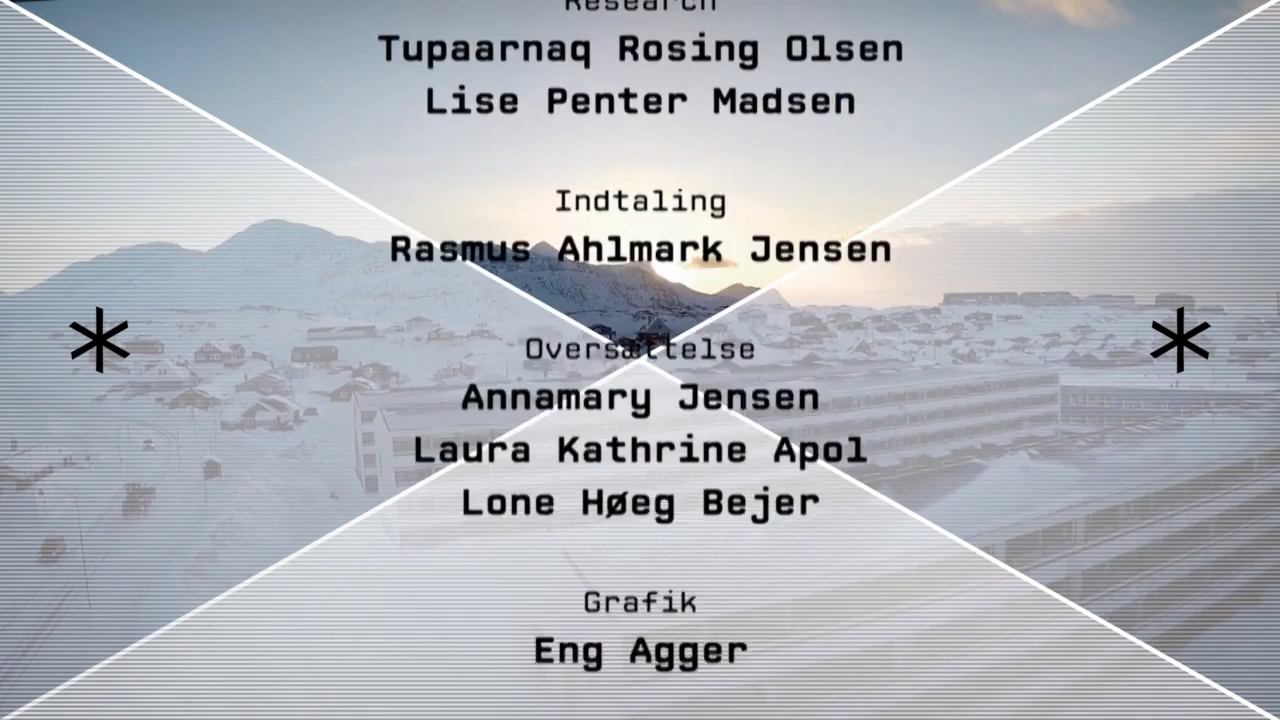 Research
Tupaarnaq Rosing Olsen
Lise Penter Madsen
Indtaling
Rasmus Ahlmark Jensen
Oversættelse
Annamary Jensen
Laura Kathrine Apol
Lone Høeg Bejer
Grafik
Eng Agger